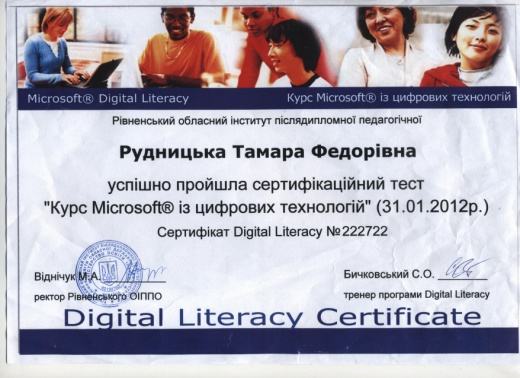 Microsoft® Digital Literacy
Курс Microsoft® із цифрових технологій
Рівненський обласний інститут післядипломної педагогічної
Рудницька Тамара Федорівна
успішно пройшла сертифікаційний тест
"Курс Microsoft® із цифрових технологій" (31.01.2012р.)
Сертифікат Digital Literacy №222722
Віднічук М.А.
Бичковський С.О.
ректор Рівненського ОІППО
тренер програми Digital Literacy
Digital Literacy Certificate